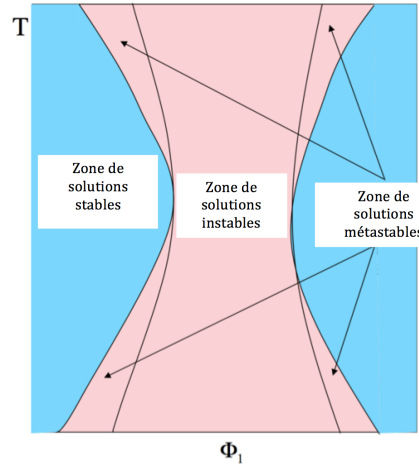 T
Zone de
solutions
stables
Zone de
solutions
instables
Zone de
solutions
métastables
Φ₁